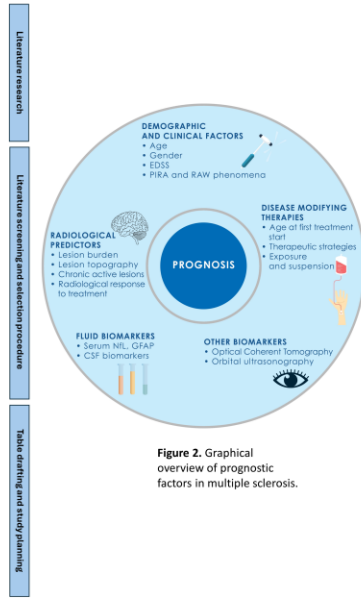 Literature research
Literature screening and selection procedure
Table drafting and study planning
DEMOGRAPHIC
AND CLINICAL FACTORS
• Age
• Gender
• EDSS
• PIRA and RAW phenomena
DISEASE MODIFYING
THERAPIES
• Age at first treatment
start
• Therapeutic strategies
• Exposure
and suspension
RADIOLOGICAL
PREDICTORS
• Lesion burden
• Lesion topography
• Chronic active lesions
• Radiological response
to treatment
PROGNOSIS
FLUID BIOMARKERS
• Serum NfL, GFAP
• CSF biomarkers
OTHER BIOMARKERS
• Optical Coherent Tomography
• Orbital ultrasonography
Figure 2. Graphical
overview of prognostic
factors in multiple sclerosis.